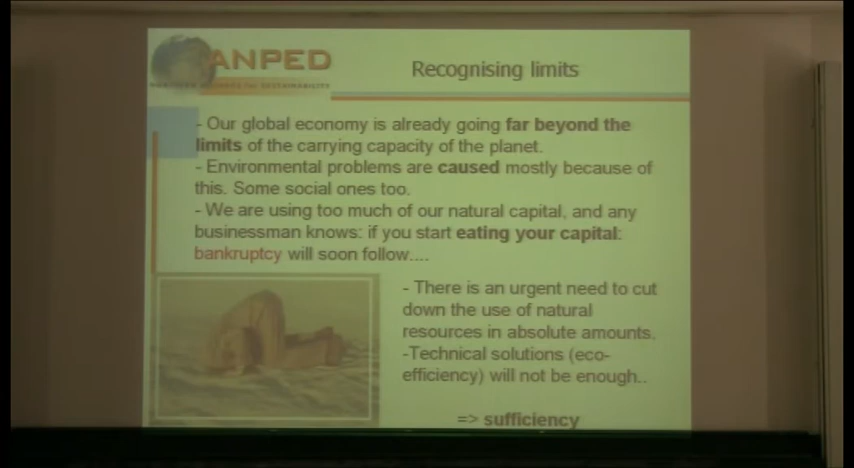 ANPED
Recognising limits
- Our global economy is already going far beyond the
limits of the carrying capacity of the planet.
- Environmental problems are caused mostly because of
this. Some social ones too.
- We are using too much of our natural capital, and any
businessman knows: if you start eating your capital:
bankruptcy will soon follow....
- There is an urgent need to cut
down the use of natural
resources in absolute amounts.
-Technical solutions (eco-
efficiency) will not be enough..
=> sufficiency